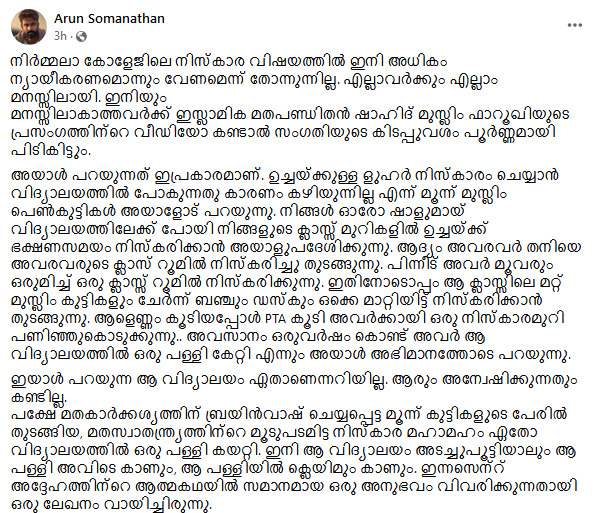 Arun Somanathan
3h ·
നിർമ്മലാ കോളേജിലെ നിസ്കാര വിഷയത്തിൽ ഇനി അധികം
ന്യായീകരണമൊന്നും വേണമെന്ന് തോന്നുന്നില്ല. എല്ലാവർക്കും എല്ലാം
മനസ്സിലായി. ഇനിയും
മനസ്സിലാകാത്തവർക്ക് ഇസ്ലാമിക മതപണ്ഡിതൻ ഷാഹിദ് മുസ്ലിം ഫാറൂഖിയുടെ
പ്രസംഗത്തിന്റെ വീഡിയോ കണ്ടാൽ സംഗതിയുടെ കിടപ്പുവശം പൂർണ്ണമായി
പിടികിട്ടും.
അയാൾ പറയുന്നത് ഇപ്രകാരമാണ്. ഉച്ചയ്ക്കുള്ള ളുഹർ നിസ്കാരം ചെയ്യാൻ
വിദ്യാലയത്തിൽ പോകുന്നതു കാരണം കഴിയുന്നില്ല എന്ന് മൂന്ന് മുസ്ലിം
പെൺകുട്ടികൾ അയാളോട് പറയുന്നു. നിങ്ങൾ ഓരോ ഷാളുമായ്
വിദ്യാലയത്തിലേക്ക് പോയി നിങ്ങളുടെ ക്ലാസ്സ് മുറികളിൽ ഉച്ചയ്ക്ക്
ഭക്ഷണസമയം നിസ്കരിക്കാൻ അയാളുപദേശിക്കുന്നു. ആദ്യം അവരവർ തനിയെ
അവരവരുടെ ക്ലാസ് റൂമിൽ നിസ്കരിച്ചു തുടങ്ങുന്നു. പിന്നീട് അവർ മൂവരും
ഒരുമിച്ച് ഒരു ക്ലാസ്സ് റൂമിൽ നിസ്കരിക്കുന്നു. ഇതിനോടൊപ്പം ആ ക്ലാസ്സിലെ മറ്റ്
മുസ്ലിം കുട്ടികളും ചേർന്ന് ബഞ്ചും ഡസ്കും ഒക്കെ മാറ്റിയിട്ട് നിസ്കരിക്കാൻ
തുടങ്ങുന്നു. ആളെണ്ണം കൂടിയപ്പോൾ PTA കൂടി അവർക്കായി ഒരു നിസ്കാരമുറി
പണിഞ്ഞുകൊടുക്കുന്നു.. അവസാനം ഒരുവർഷം കൊണ്ട് അവർ ആ
വിദ്യാലയത്തിൽ ഒരു പള്ളി കേറ്റി എന്നും അയാൾ അഭിമാനത്തോടെ പറയുന്നു.
ഇയാൾ പറയുന്ന ആ വിദ്യാലയം ഏതാണെന്നറിയില്ല. ആരും അന്വേഷിക്കുന്നതും
കണ്ടില്ല.
പക്ഷേ മതകാർക്കശ്യത്തിന് ബ്രയിൻവാഷ് ചെയ്യപ്പെട്ട മൂന്ന് കുട്ടികളുടെ പേരിൽ
തുടങ്ങിയ, മതസ്വാതന്ത്ര്യത്തിന്റെ മൂടുപടമിട്ട നിസ്കാര മഹാമഹം ഏതോ
വിദ്യാലയത്തിൽ ഒരു പള്ളി കയറ്റി. ഇനി ആ വിദ്യാലയം അടച്ചുപൂട്ടിയാലും ആ
പള്ളി അവിടെ കാണും, ആ പള്ളിയിൽ ക്ലെയിമും കാണും. ഇന്നസെന്റ്
അദ്ദേഹത്തിന്റെ ആത്മകഥയിൽ സമാനമായ ഒരു അനുഭവം വിവരിക്കുന്നതായി
ഒരു ലേഖനം വായിച്ചിരുന്നു.